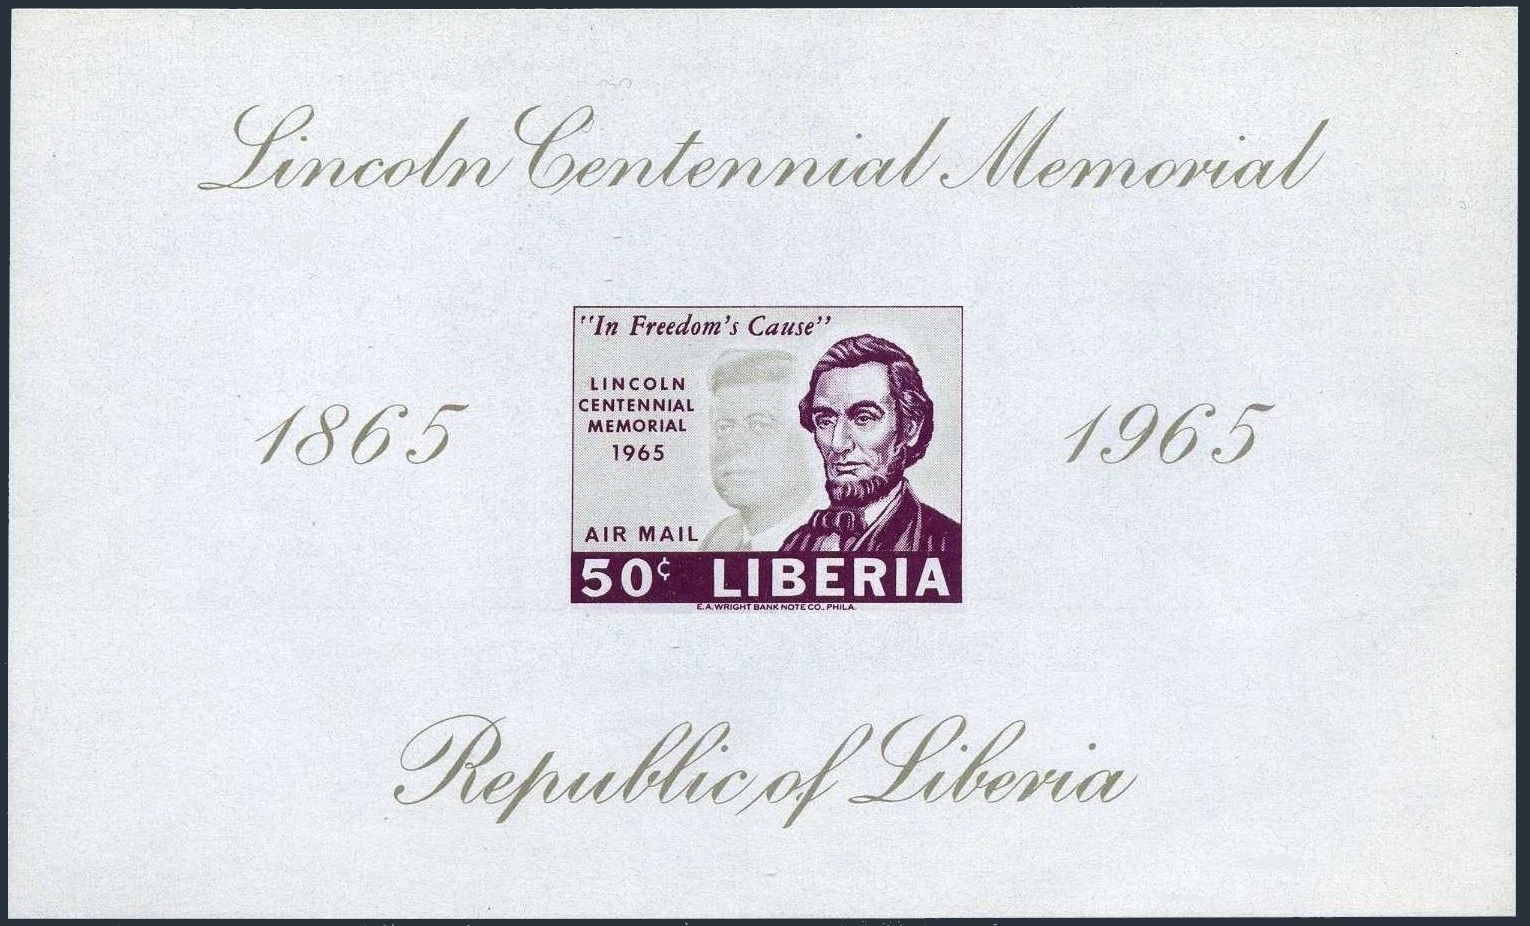 Lincoln Centennial Memorial
1865
1965
"In Freedom's Cause"
LINCOLN
CENTENNIAL
MEMORIAL
1965
AIR MAIL
50¢ LIBERIA
E.A. WRIGHT BANK NOTE CO., PHILA.
Republic of Liberia